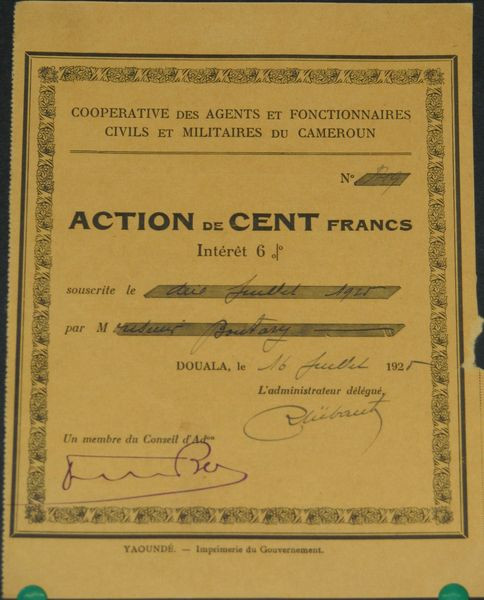 COOPERATIVE DES AGENTS ET FONCTIONNAIRES
CIVILS ET MILITAIRES DU CAMEROUN
N°
ACTION DE CENT FRANCS
Intérêt 6 %
souscrite le dix Juillet 1925
par Monsieur Boutary
DOUALA, le 16 Juillet 1925
L'administrateur délégué,
Un membre du Conseil d'Adon
YAOUNDÉ. — Imprimerie du Gouvernement.